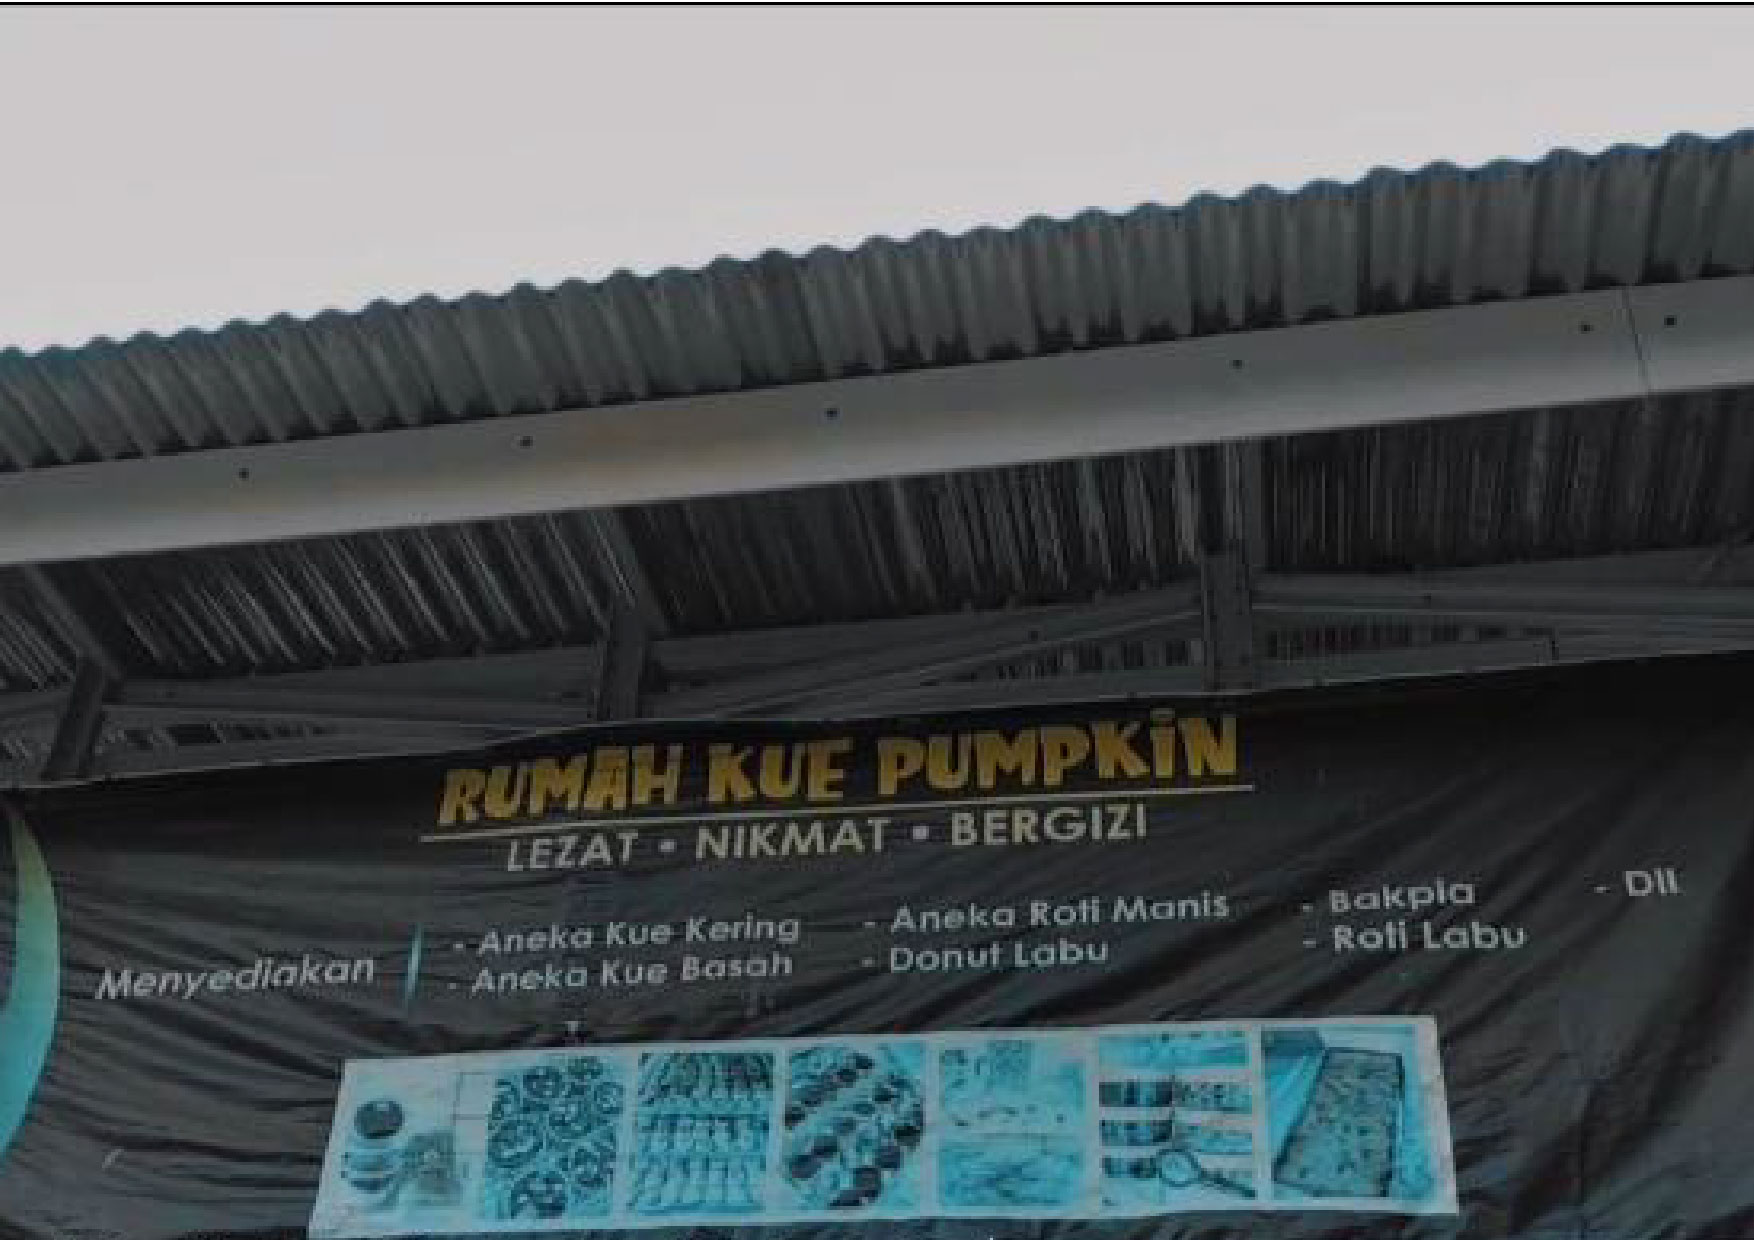 RUMAH KUE PUMPKiN
LEZAT • NIKMAT • BERGIZI
Menyediakan
- Aneka Kue Kering
- Aneka Kue Basah
- Aneka Roti Manis
- Donut Labu
- Bakpia
- Roti Labu
- Dll